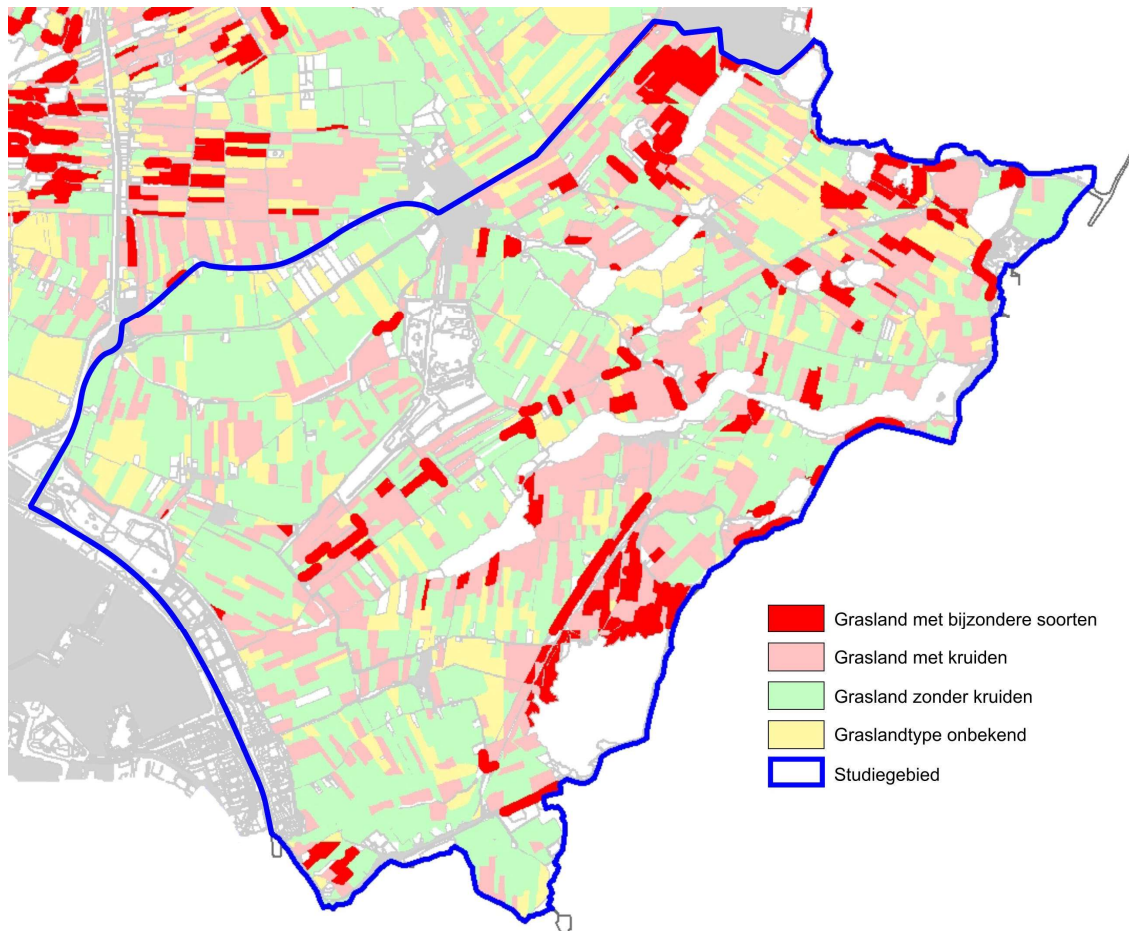 Grasland met bijzondere soorten
Grasland met kruiden
Grasland zonder kruiden
Graslandtype onbekend
Studiegebied